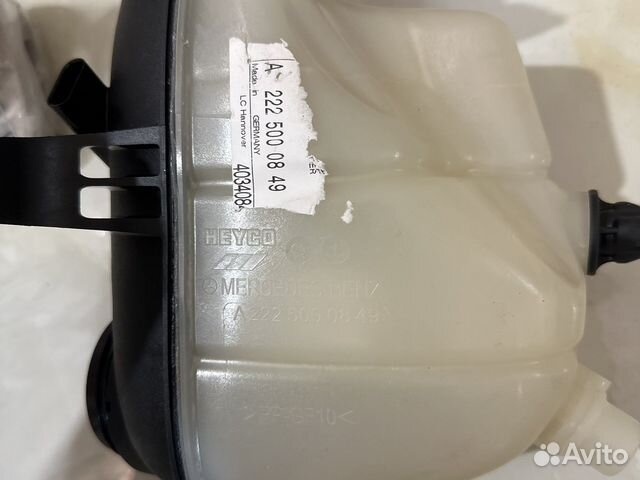 A 222 500 08 49
Made in GERMANY
LC Hannover
403408
HEYCO
MERCEDES-BENZ
A 222 500 08 49
Avito